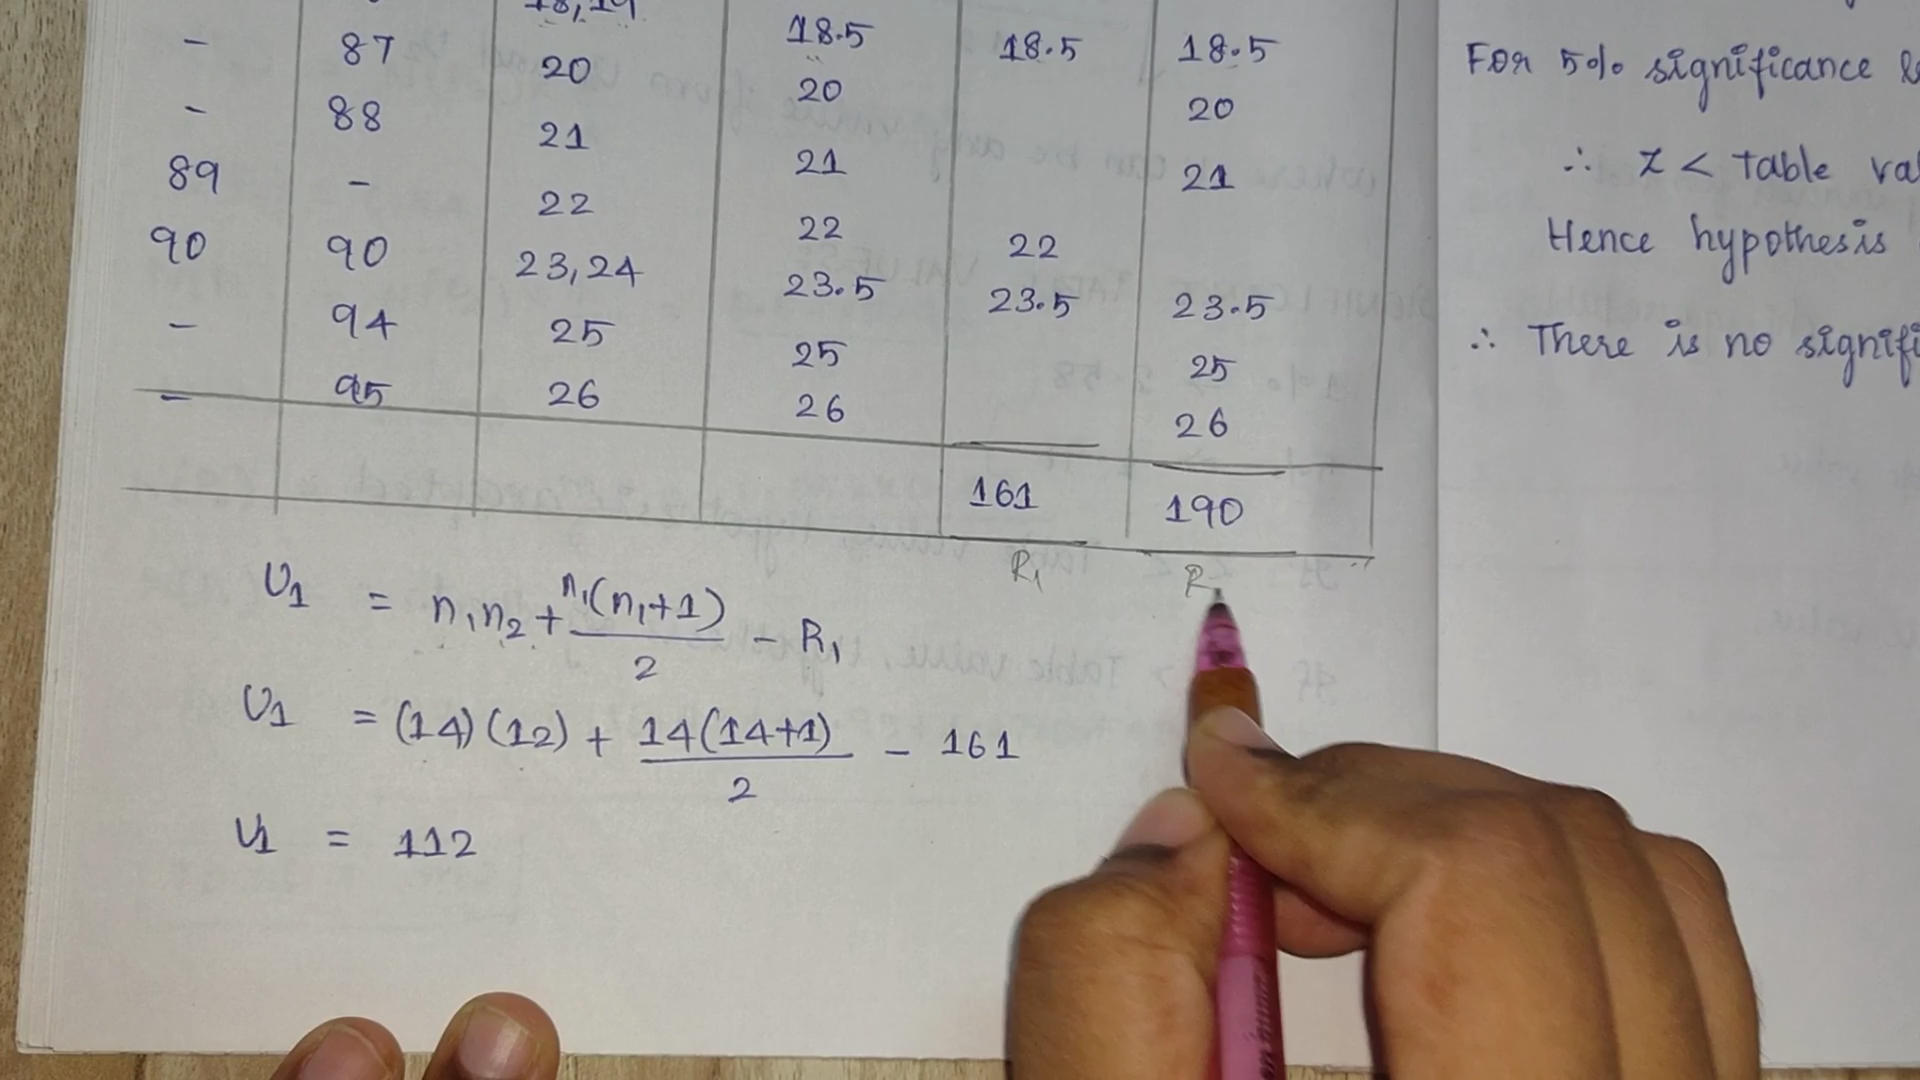 18,19 18.5 18.5 18.5
- 87 20 20 20
- 88 21 21 21
89 - 22 22 22
90 90 23,24 23.5 23.5 23.5
- 94 25 25 25
- 95 26 26 26
161 190
R₁ R
U1 = n₁n₂ + n₁(n₁+1)/2 - R₁
U1 = (14)(12) + 14(14+1)/2 - 161
U1 = 112
For 5% significance
∴ Z < Table
Hence hypothesis
∴ There is no